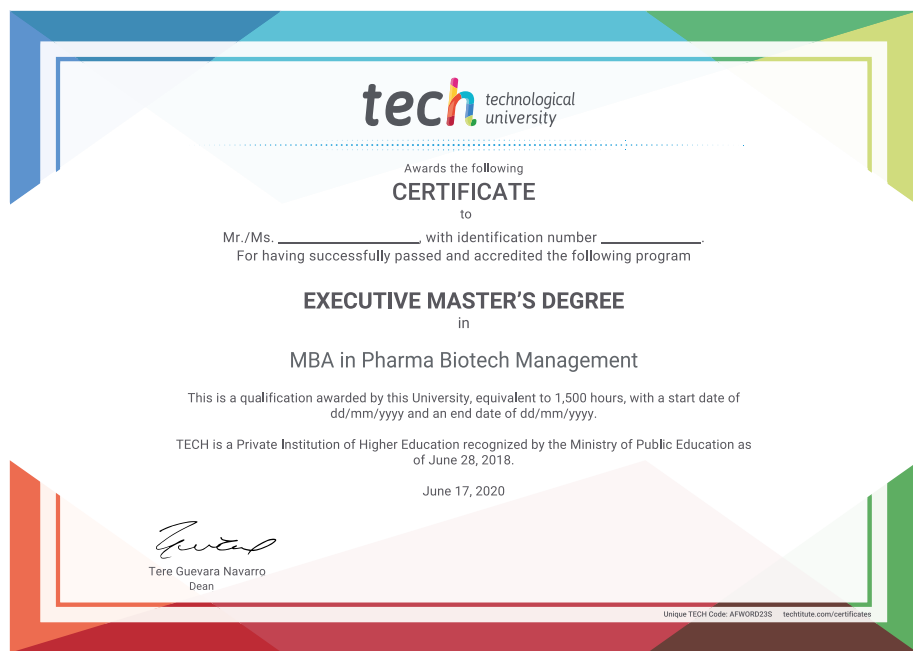 tech technological
university
Awards the following
CERTIFICATE
to
Mr./Ms. ____________________, with identification number ______________.
For having successfully passed and accredited the following program
EXECUTIVE MASTER'S DEGREE
in
MBA in Pharma Biotech Management
This is a qualification awarded by this University, equivalent to 1,500 hours, with a start date of
dd/mm/yyyy and an end date of dd/mm/yyyy.
TECH is a Private Institution of Higher Education recognized by the Ministry of Public Education as
of June 28, 2018.
June 17, 2020
Tere Guevara Navarro
Dean
Unique TECH Code: AFWORD23S techtitute.com/certificates